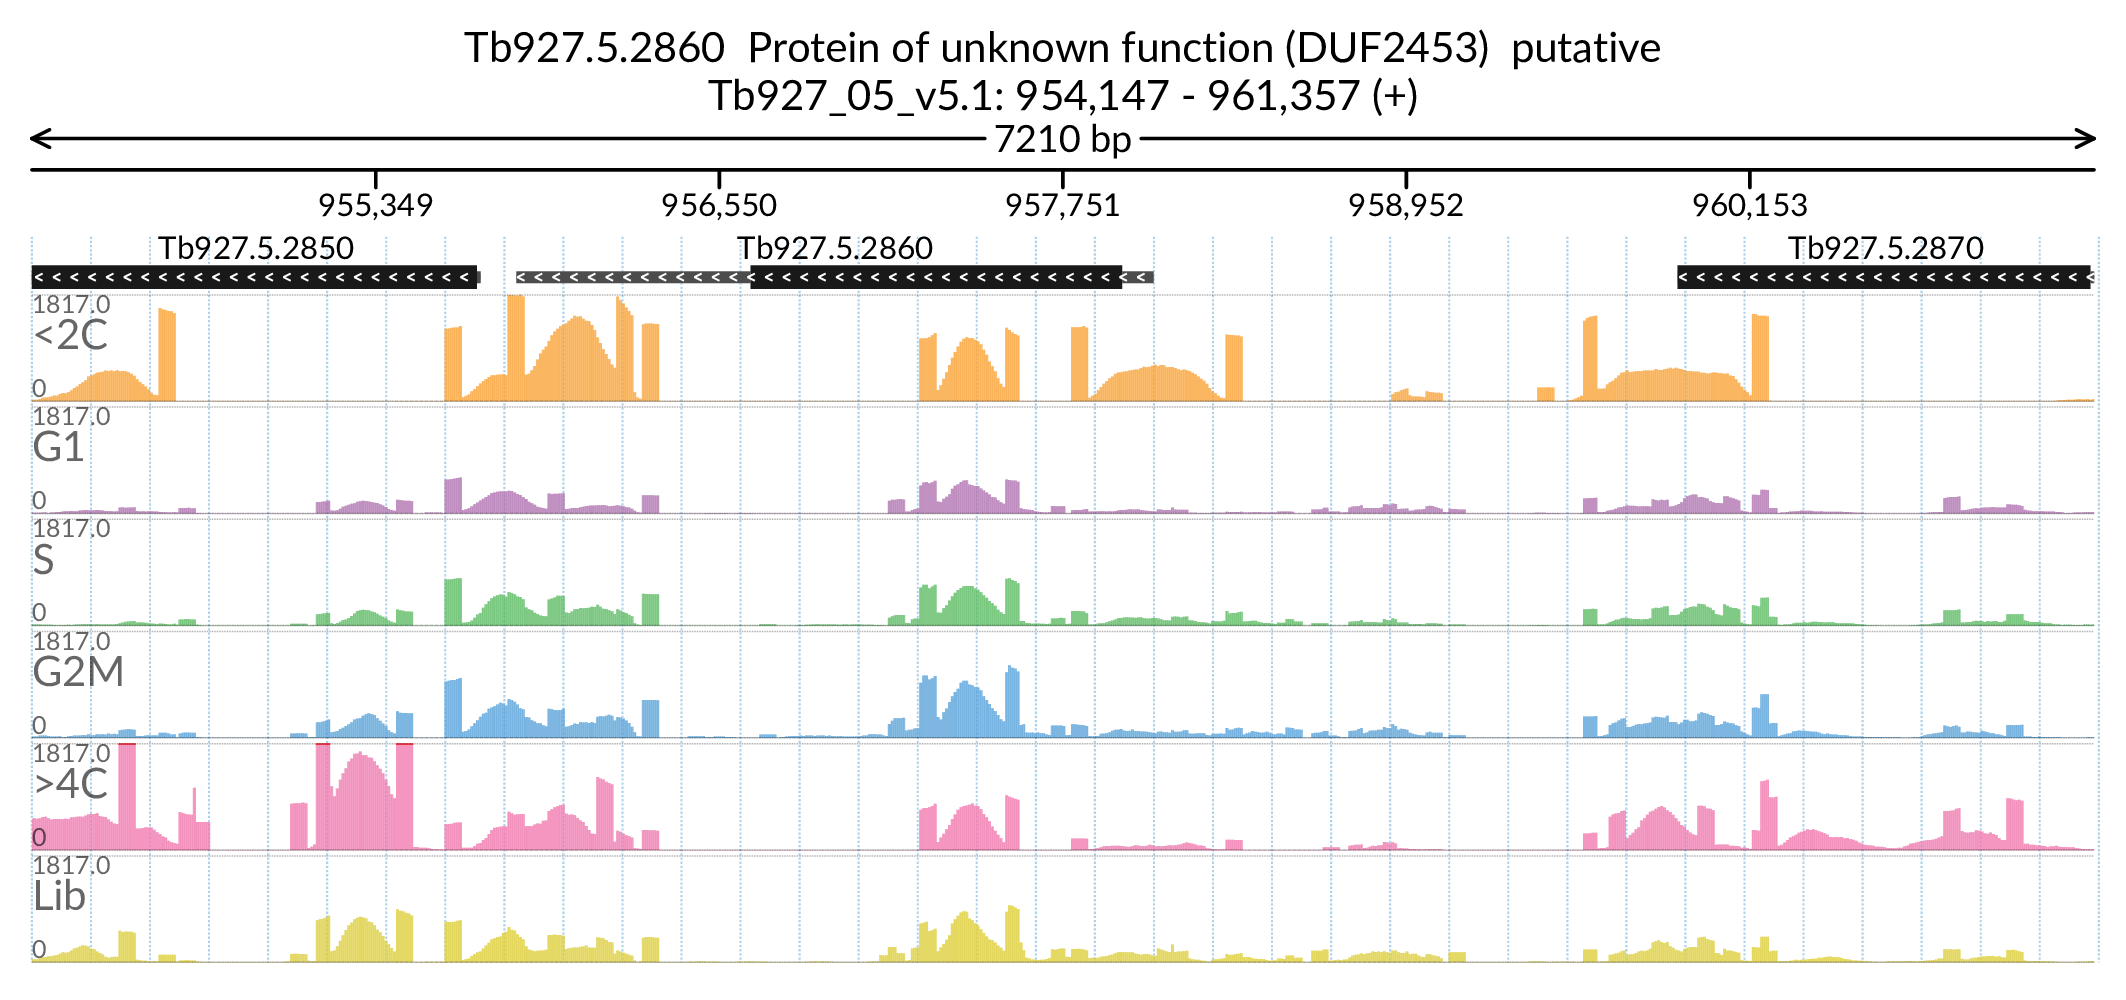 Tb927.5.2860 Protein of unknown function (DUF2453) putative
Tb927_05_v5.1: 954,147 - 961,357 (+)
7210 bp
955,349 956,550 957,751 958,952 960,153
Tb927.5.2850 Tb927.5.2860 Tb927.5.2870
1817.0
<2C
0
1817.0
G1
0
1817.0
S
0
1817.0
G2M
0
1817.0
>4C
0
1817.0
Lib
0